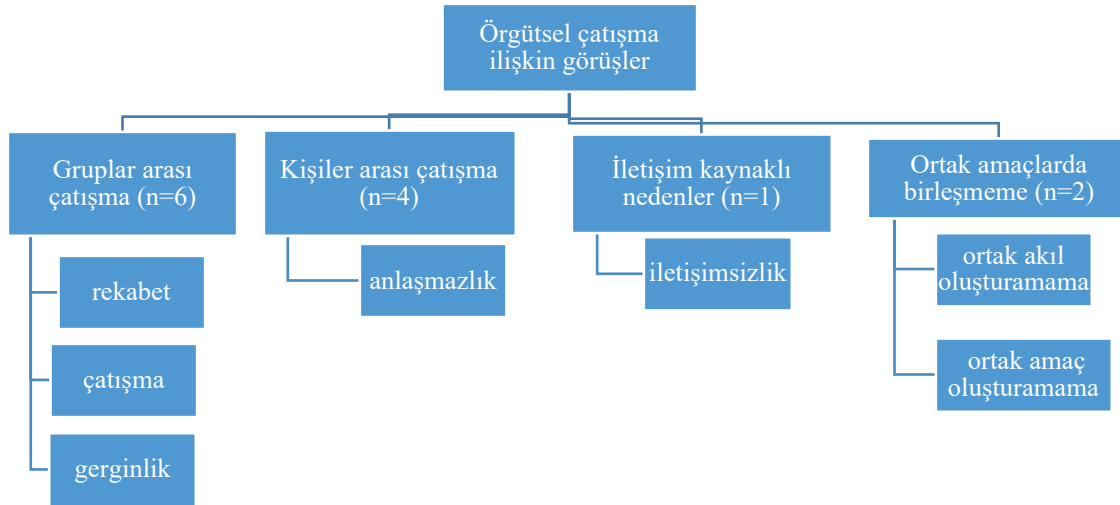 Örgütsel çatışma
ilişkin görüşler
Gruplar arası
çatışma (n=6)
rekabet
çatışma
gerginlik
Kişiler arası çatışma
(n=4)
anlaşmazlık
İletişim kaynaklı
nedenler (n=1)
iletişimsizlik
Ortak amaçlarda
birleşmeme (n=2)
ortak akıl
oluşturamama
ortak amaç
oluşturamama